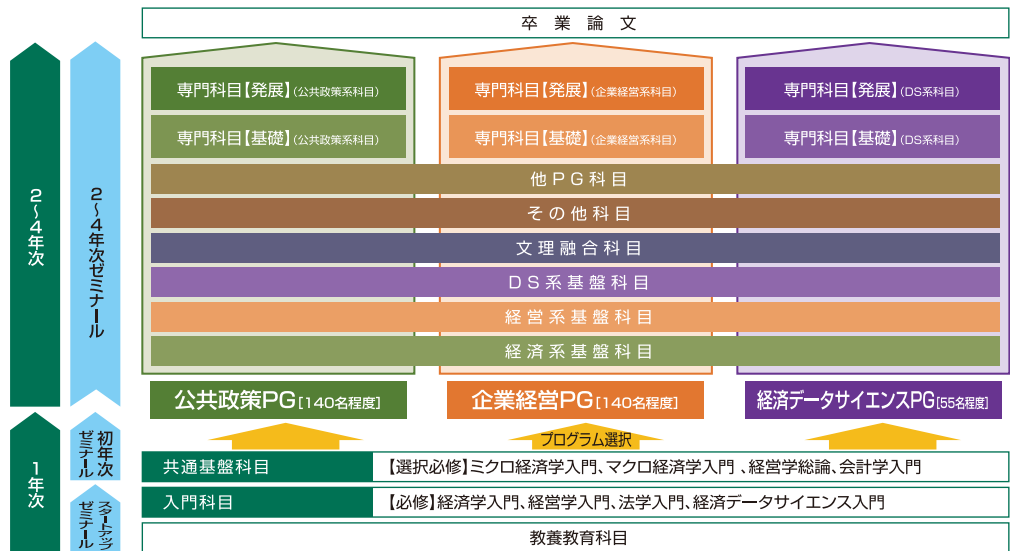 卒業論文
専門科目【発展】(公共政策系科目)
専門科目【発展】(企業経営系科目)
専門科目【発展】(DS系科目)
専門科目【基礎】(公共政策系科目)
専門科目【基礎】(企業経営系科目)
専門科目【基礎】(DS系科目)
他PG科目
その他科目
文理融合科目
DS系基盤科目
経営系基盤科目
経済系基盤科目
2~4年次
2~4年次ゼミナール
公共政策PG[140名程度]
企業経営PG[140名程度]
経済データサイエンスPG[55名程度]
プログラム選択
1年次
初年次
ゼミナール
スタートアップ
ゼミナール
共通基盤科目
【選択必修】ミクロ経済学入門、マクロ経済学入門 、経営学総論、会計学入門
入門科目
【必修】経済学入門、経営学入門、法学入門、経済データサイエンス入門
教養教育科目